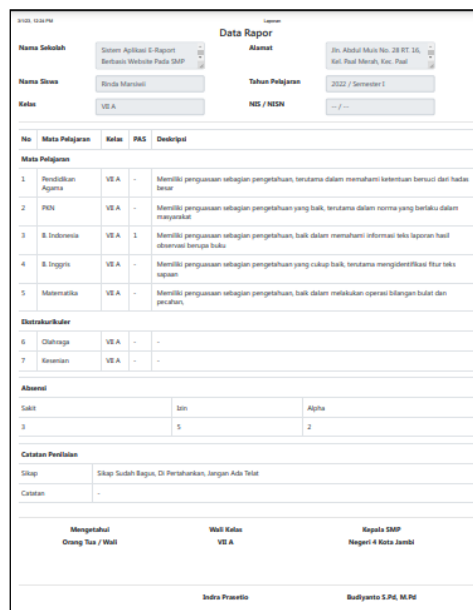 3/1/23, 12:26 PM Laporan
Data Rapor
Nama Sekolah Sistem Aplikasi E-Raport Alamat Jln. Abdul Muis No. 28 RT. 16,
Berbasis Website Pada SMP Kel. Paal Merah, Kec. Paal
Nama Siswa Rinda Marsiwi Tahun Pelajaran 2022 / Semester I
Kelas VII A NIS / NISN -- / --
No Mata Pelajaran Kelas PAS Deskripsi
Mata Pelajaran
1 Pendidikan VII A - Memiliki penguasaan sebagian pengetahuan, terutama dalam memahami ketentuan bersuci dari hadas
Agama besar
2 PKN VII A - Memiliki penguasaan sebagian pengetahuan yang baik, terutama dalam norma yang berlaku dalam
masyarakat
3 B. Indonesia VII A 1 Memiliki penguasaan sebagian pengetahuan, baik dalam memahami informasi teks laporan hasil
observasi berupa buku
4 B. Inggris VII A - Memiliki penguasaan sebagian pengetahuan yang cukup baik, terutama mengidentifikasi fitur teks
sapaan
5 Matematika VII A - Memiliki penguasaan sebagian pengetahuan, baik dalam melakukan operasi bilangan bulat dan
pecahan,
Ekstrakurikuler
6 Olahraga VII A - -
7 Kesenian VII A - -
Absensi
Sakit Izin Alpha
3 5 2
Catatan Penilaian
Sikap Sikap Sudah Bagus, Di Pertahankan, Jangan Ada Telat
Catatan -
Mengetahui Wali Kelas Kepala SMP
Orang Tua / Wali VII A Negeri 4 Kota Jambi
Indra Prasetio Budiyanto S.Pd, M.Pd